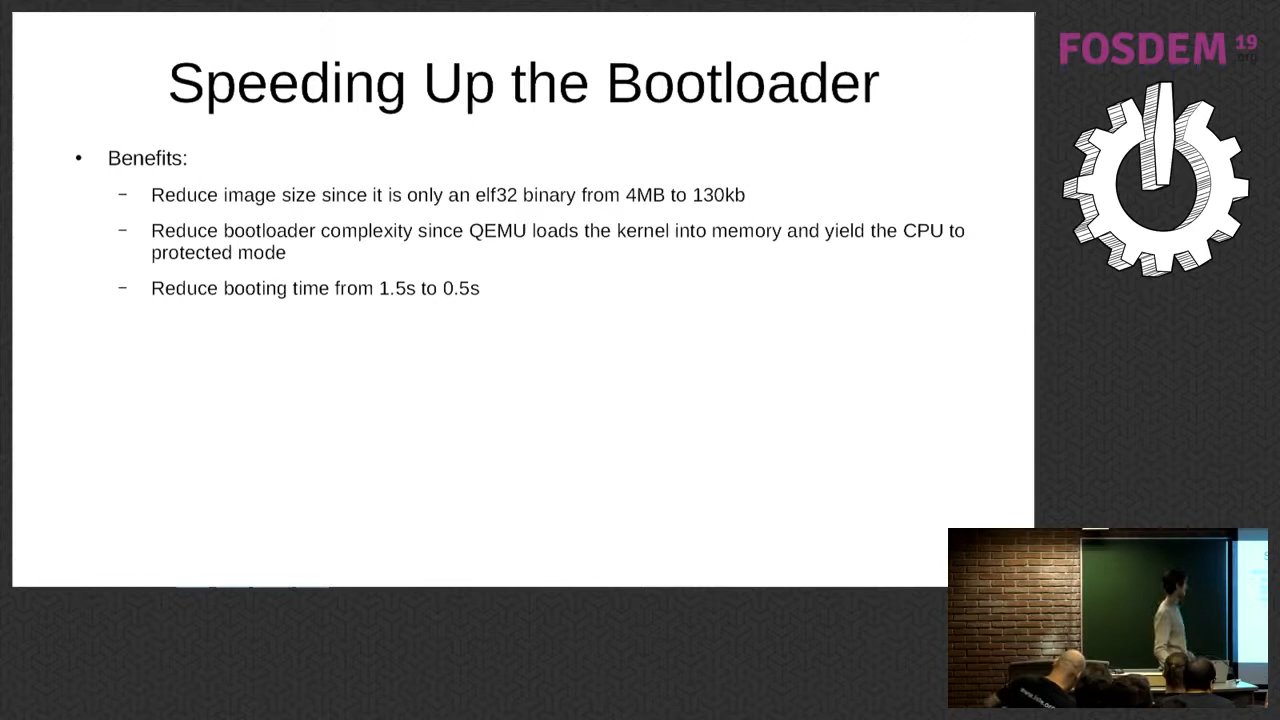 Speeding Up the Bootloader
• Benefits:
– Reduce image size since it is only an elf32 binary from 4MB to 130kb
– Reduce bootloader complexity since QEMU loads the kernel into memory and yield the CPU to
protected mode
– Reduce booting time from 1.5s to 0.5s
FOSDEM 19
.org